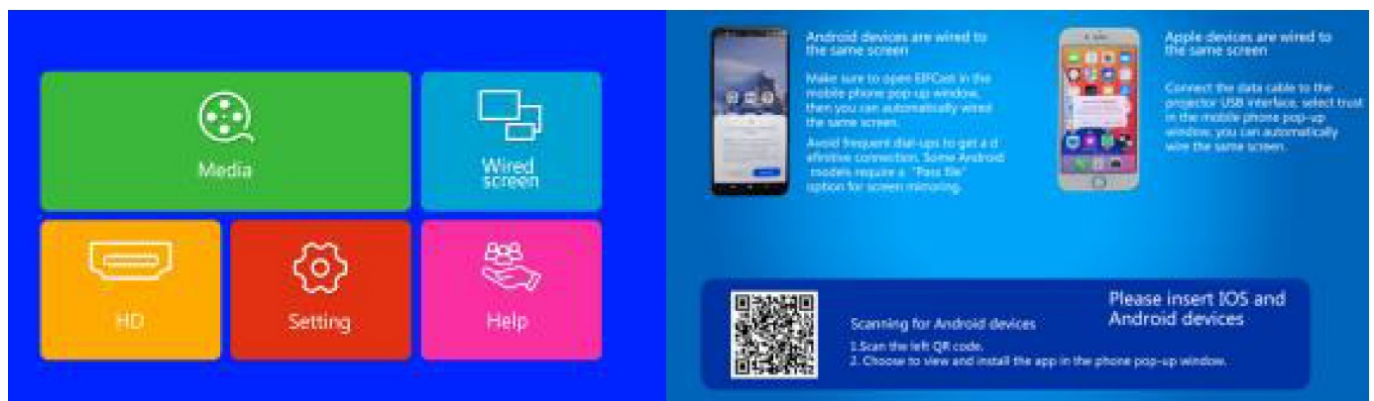 Media
Wired
screen
HD
Setting
Help
Android devices are wired to
the same screen
Make sure to open ElfCast in the
mobile phone pop up window,
then you can automatically wired
the same screen.
Avoid frequent dial-ups to get a d
efinitive connection. Some Android
models require a "Pass file"
option for screen mirroring.
Apple devices are wired to
the same screen
Connect the data cable to the
projector USB interface, select trust
in the mobile phone pop-up
window, you can automatically
wire the same screen.
Please insert IOS and
Android devices
Scanning for Android devices
1.Scan the left QR code.
2. Choose to view and install the app in the phone pop-up window.